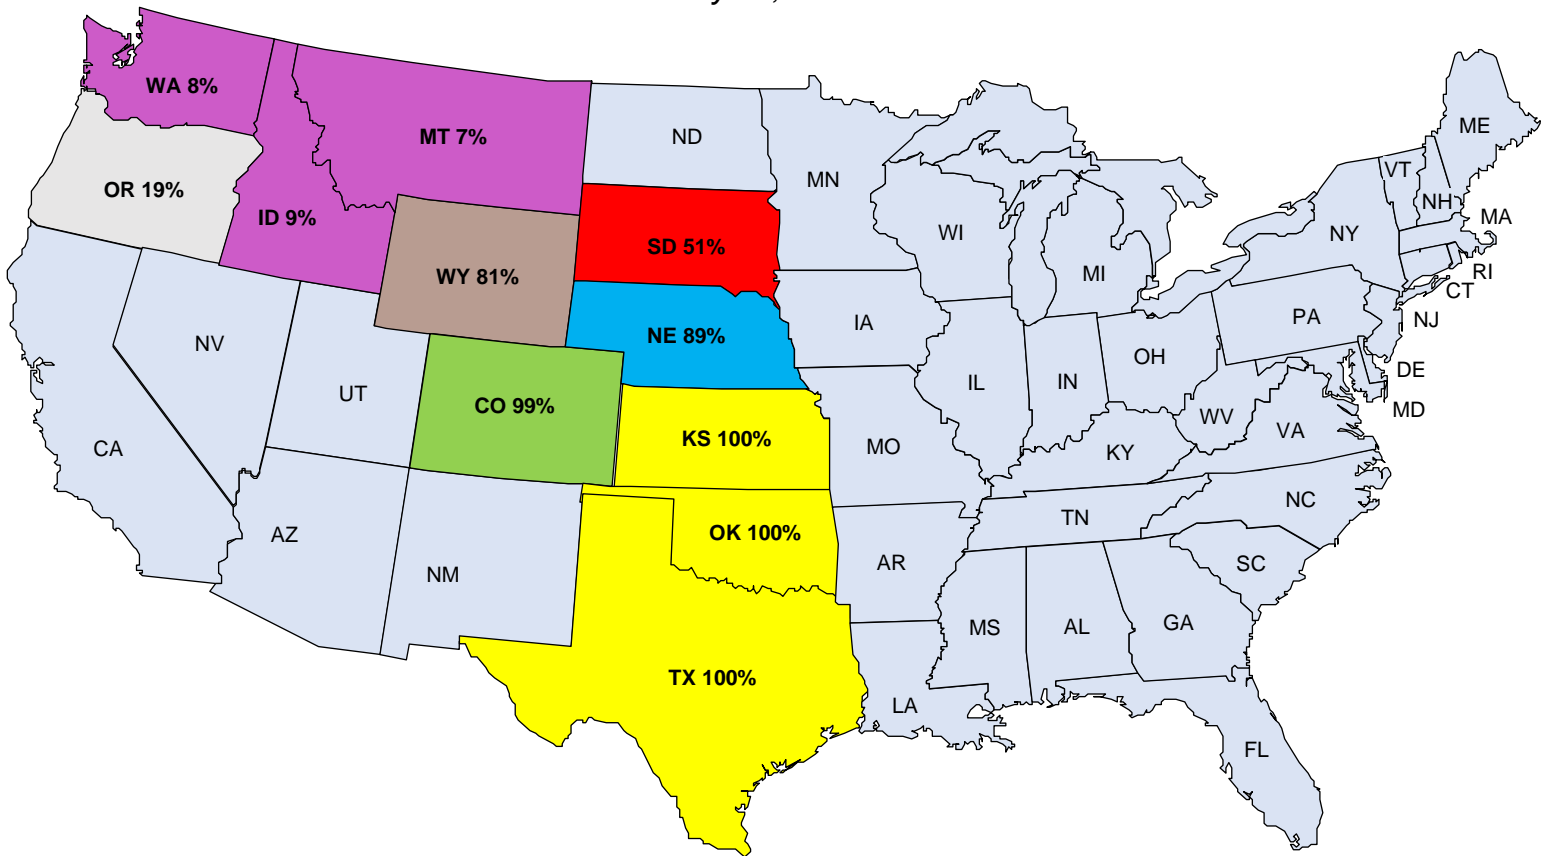 WA 8%
MT 7%
ND
OR 19%
ID 9%
SD 51%
WY 81%
NE 89%
CO 99%
KS 100%
OK 100%
TX 100%
NV
UT
CA
AZ
NM
MN
WI
MI
IA
IL
IN
OH
MO
KY
WV
VA
PA
NY
VT
NH
ME
MA
RI
CT
NJ
DE
MD
NC
TN
SC
AR
MS
AL
GA
LA
FL